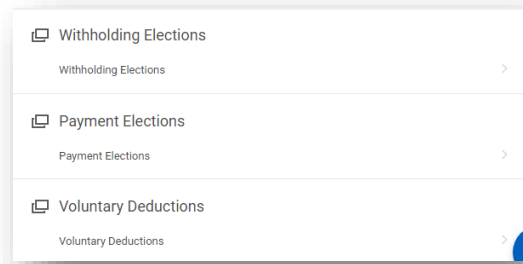 Withholding Elections
Withholding Elections
Payment Elections
Payment Elections
Voluntary Deductions
Voluntary Deductions